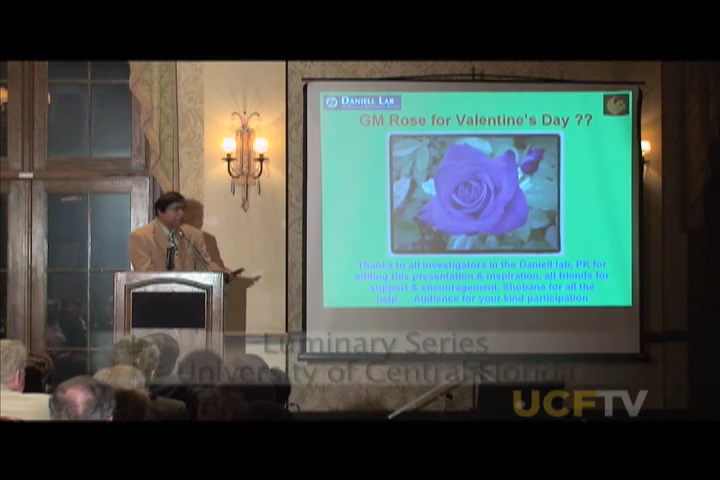 DANIELL LAB
GM Rose for Valentine's Day ??
Thanks to all investigators in the Daniell lab, PK for
editing this presentation & inspiration, all friends for
support & encouragement, Shobana for all the
help.... Audience for your kind participation
Luminary Series
University of Central Florida
UCFTV